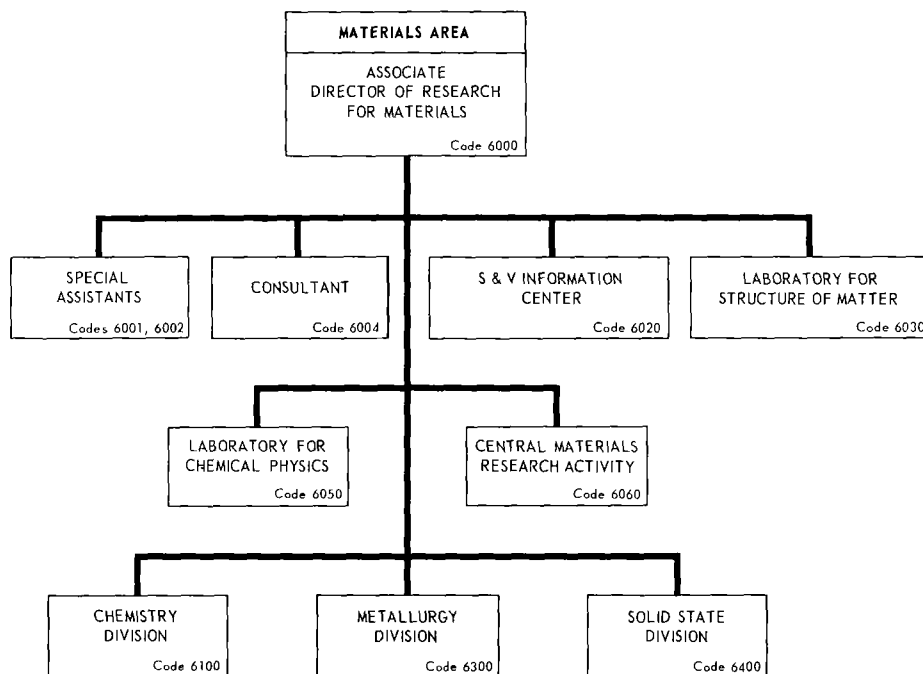 MATERIALS AREA
ASSOCIATE
DIRECTOR OF RESEARCH
FOR MATERIALS
Code 6000
SPECIAL
ASSISTANTS
Codes 6001, 6002
CONSULTANT
Code 6004
S & V INFORMATION
CENTER
Code 6020
LABORATORY FOR
STRUCTURE OF MATTER
Code 6030
LABORATORY FOR
CHEMICAL PHYSICS
Code 6050
CENTRAL MATERIALS
RESEARCH ACTIVITY
Code 6060
CHEMISTRY
DIVISION
Code 6100
METALLURGY
DIVISION
Code 6300
SOLID STATE
DIVISION
Code 6400